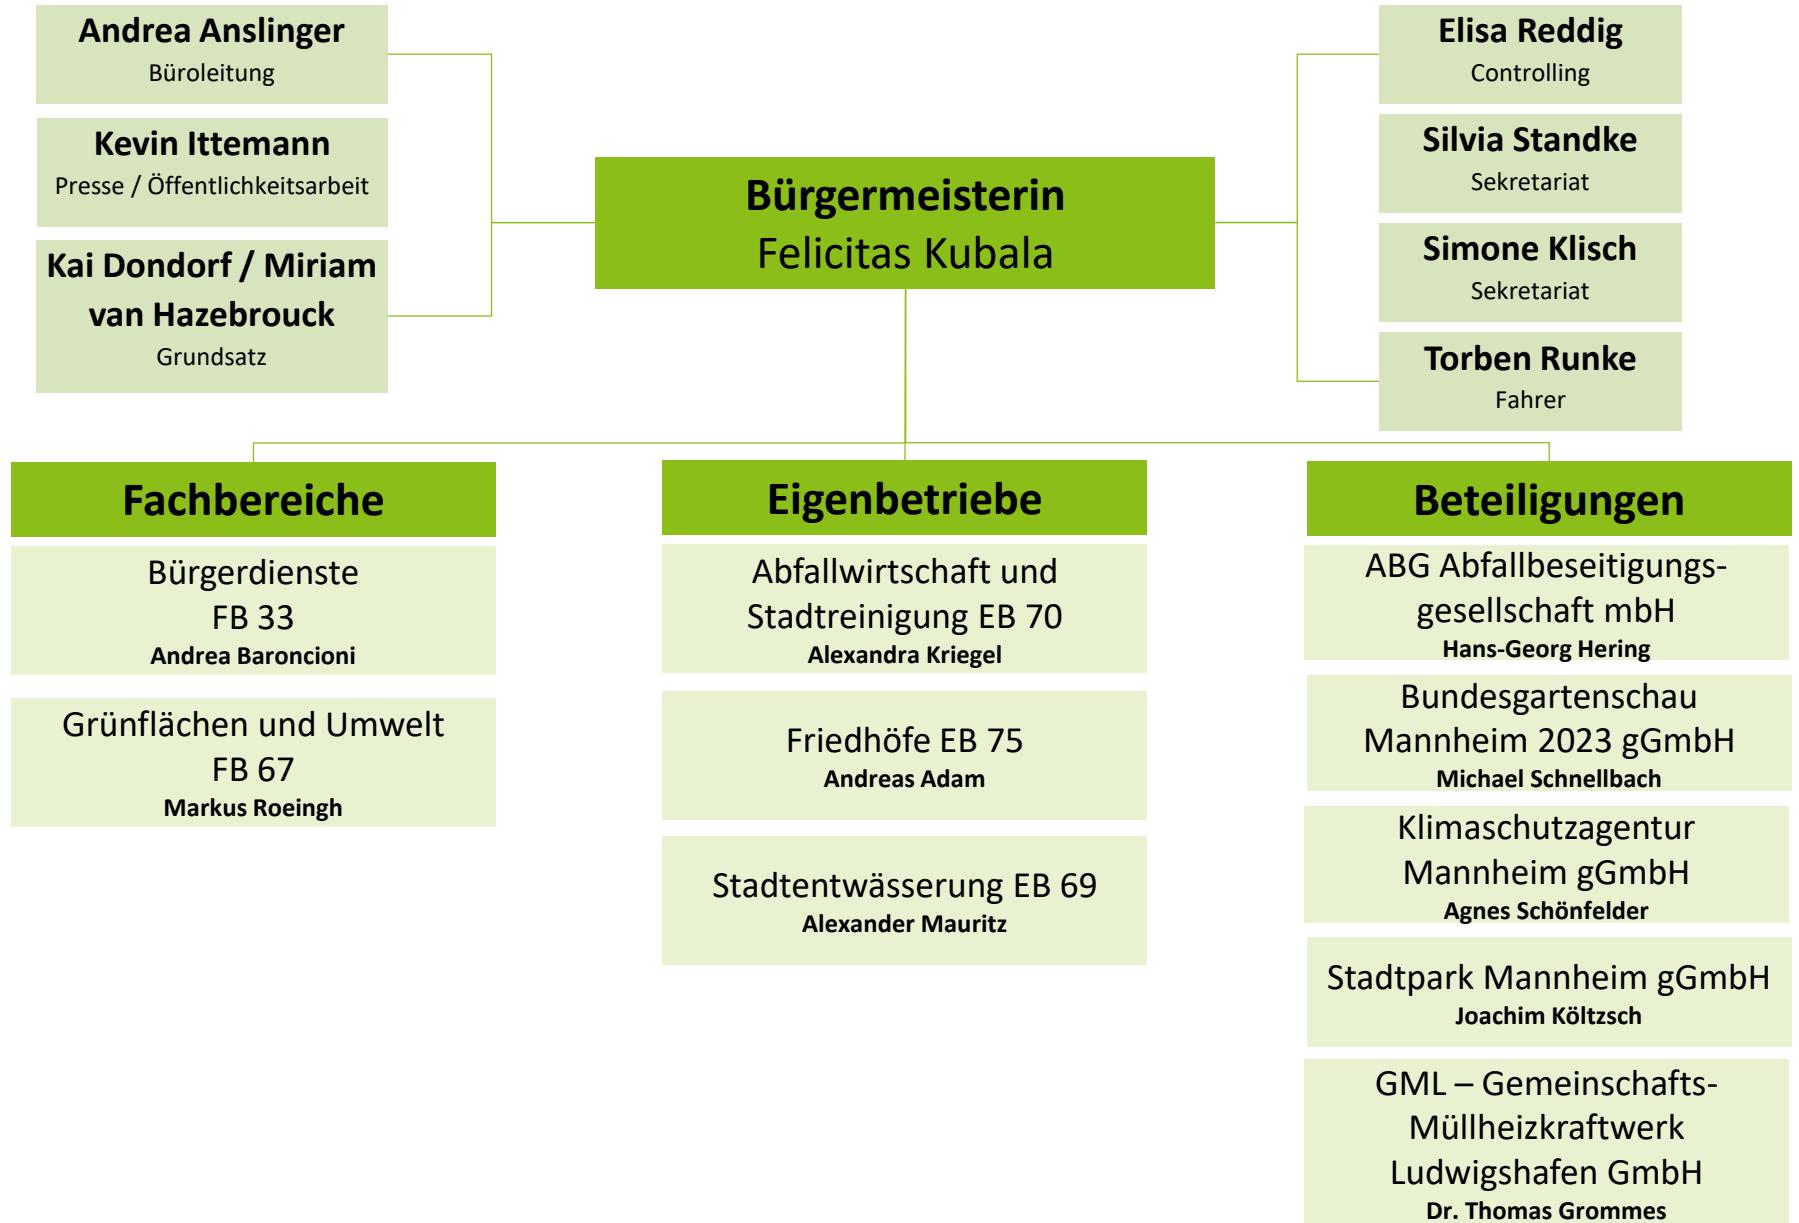 Andrea Anslinger
Büroleitung
Kevin Ittemann
Presse / Öffentlichkeitsarbeit
Kai Dondorf / Miriam
van Hazebrouck
Grundsatz
Bürgermeisterin
Felicitas Kubala
Elisa Reddig
Controlling
Silvia Standke
Sekretariat
Simone Klisch
Sekretariat
Torben Runke
Fahrer
Fachbereiche
Bürgerdienste
FB 33
Andrea Baroncioni
Grünflächen und Umwelt
FB 67
Markus Roeingh
Eigenbetriebe
Abfallwirtschaft und
Stadtreinigung EB 70
Alexandra Kriegel
Friedhöfe EB 75
Andreas Adam
Stadtentwässerung EB 69
Alexander Mauritz
Beteiligungen
ABG Abfallbeseitigungs-
gesellschaft mbH
Hans-Georg Hering
Bundesgartenschau
Mannheim 2023 gGmbH
Michael Schnellbach
Klimaschutzagentur
Mannheim gGmbH
Agnes Schönfelder
Stadtpark Mannheim gGmbH
Joachim Költzsch
GML – Gemeinschafts-
Müllheizkraftwerk
Ludwigshafen GmbH
Dr. Thomas Grommes